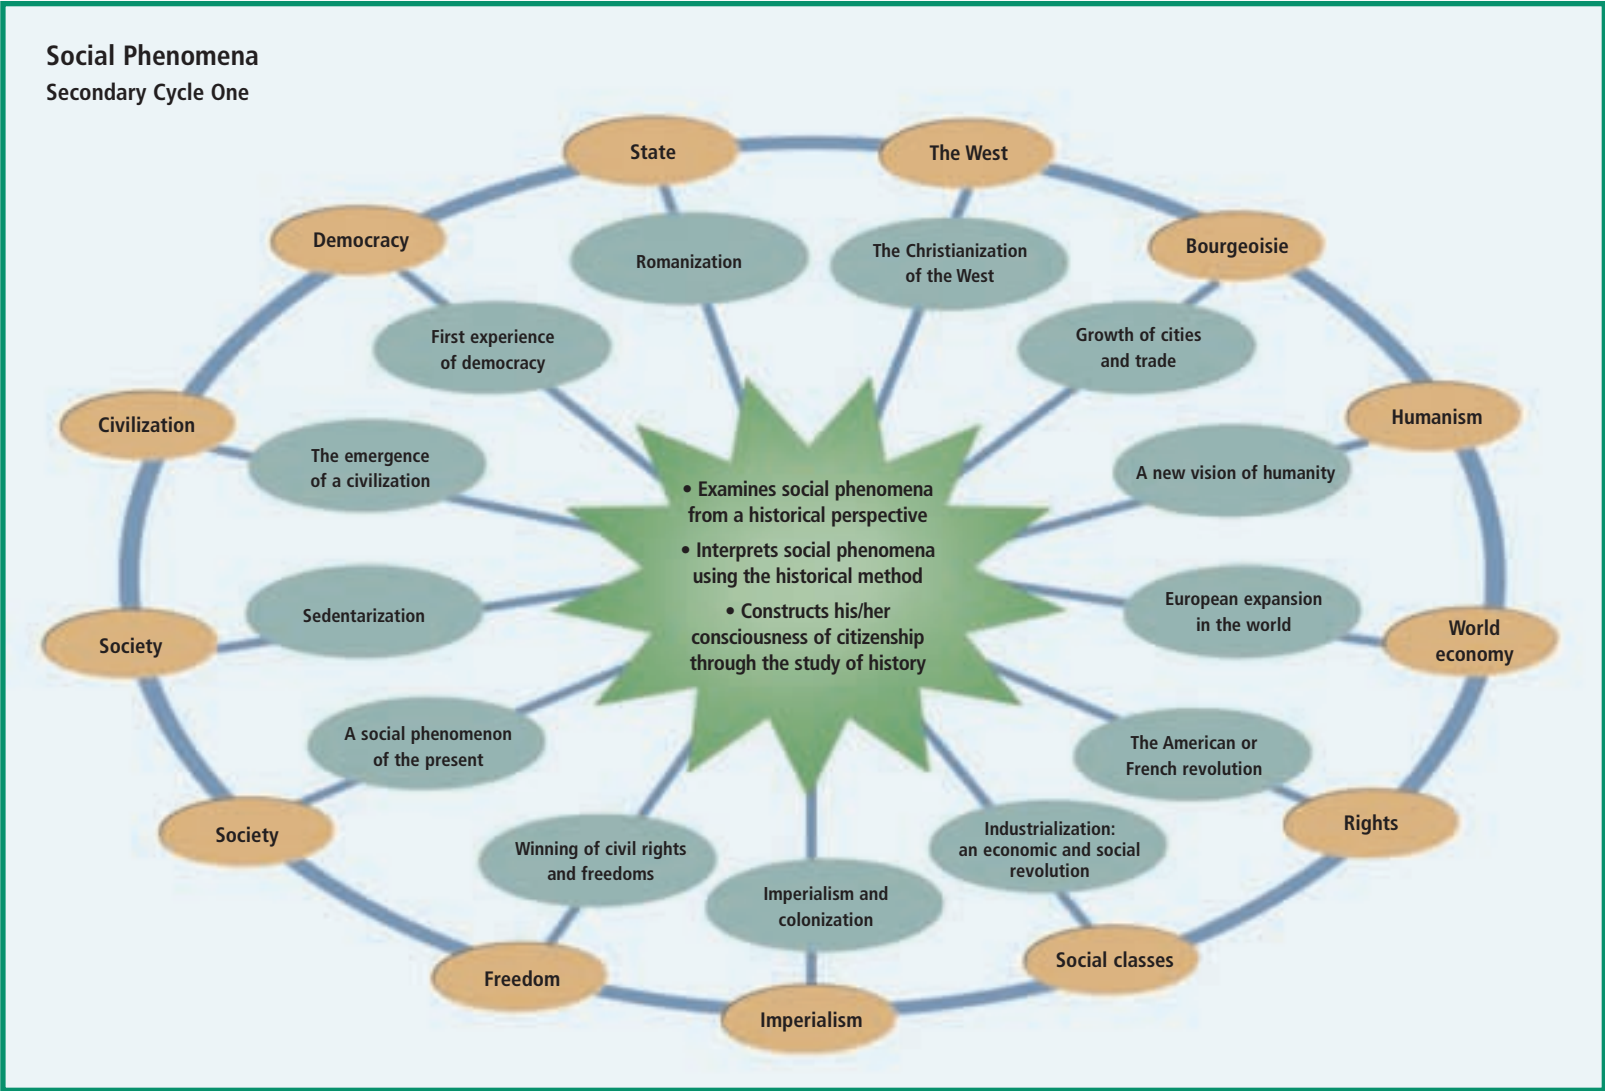 Social Phenomena
Secondary Cycle One
State
The West
Democracy
Bourgeoisie
Romanization
The Christianization
of the West
First experience
of democracy
Growth of cities
and trade
Civilization
Humanism
The emergence
of a civilization
A new vision of humanity
• Examines social phenomena
from a historical perspective
• Interprets social phenomena
using the historical method
• Constructs his/her
consciousness of citizenship
through the study of history
Sedentarization
European expansion
in the world
Society
World
economy
A social phenomenon
of the present
The American or
French revolution
Society
Rights
Winning of civil rights
and freedoms
Imperialism and
colonization
Industrialization:
an economic and social
revolution
Freedom
Imperialism
Social classes